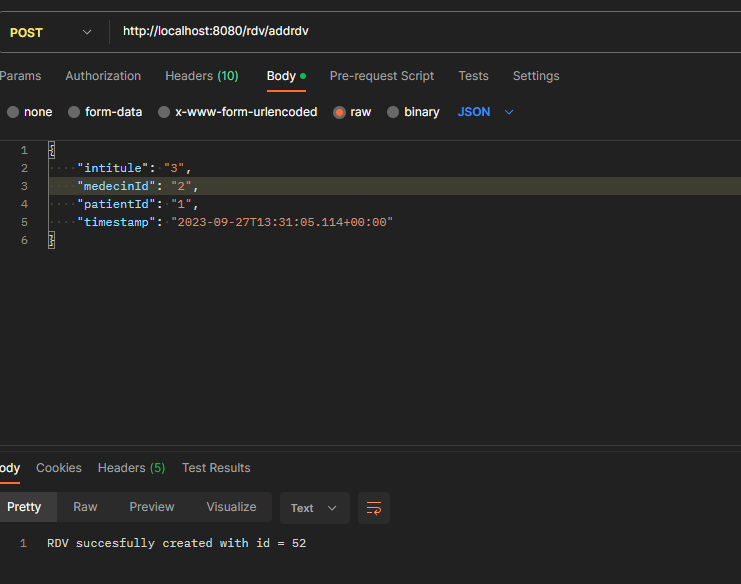 POST http://localhost:8080/rdv/addrdv
Params Authorization Headers (10) Body Pre-request Script Tests Settings
none form-data x-www-form-urlencoded raw binary JSON
1 {
2 "intitule": "3",
3 "medecinId": "2",
4 "patientId": "1",
5 "timestamp": "2023-09-27T13:31:05.114+00:00"
6 }
ody Cookies Headers (5) Test Results
Pretty Raw Preview Visualize Text
1 RDV succesfully created with id = 52